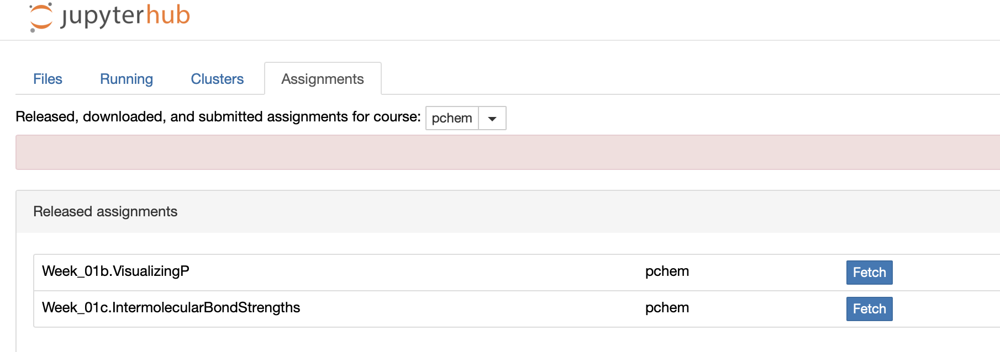 jupyterhub
Files Running Clusters Assignments
Released, downloaded, and submitted assignments for course: pchem
Released assignments
Week_01b.VisualizingP pchem Fetch
Week_01c.IntermolecularBondStrengths pchem Fetch